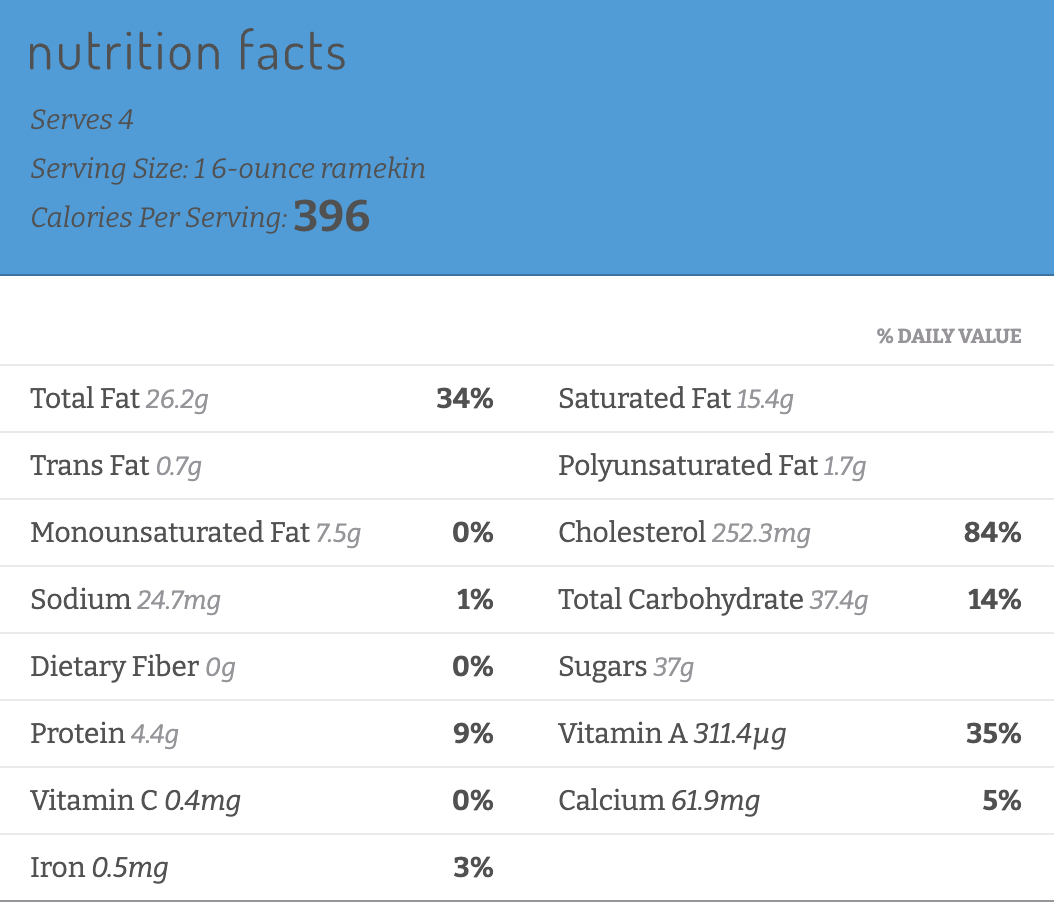 nutrition facts
Serves 4
Serving Size: 1 6-ounce ramekin
Calories Per Serving: 396
% DAILY VALUE
Total Fat 26.2g 34% Saturated Fat 15.4g
Trans Fat 0.7g Polyunsaturated Fat 1.7g
Monounsaturated Fat 7.5g 0% Cholesterol 252.3mg 84%
Sodium 24.7mg 1% Total Carbohydrate 37.4g 14%
Dietary Fiber 0g 0% Sugars 37g
Protein 4.4g 9% Vitamin A 311.4µg 35%
Vitamin C 0.4mg 0% Calcium 61.9mg 5%
Iron 0.5mg 3%